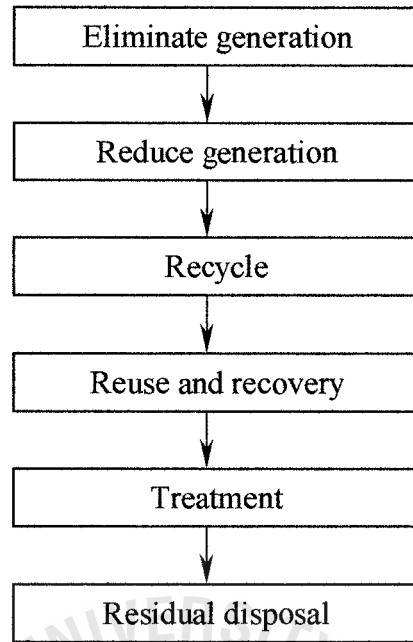 Eliminate generation
Reduce generation
Recycle
Reuse and recovery
Treatment
Residual disposal